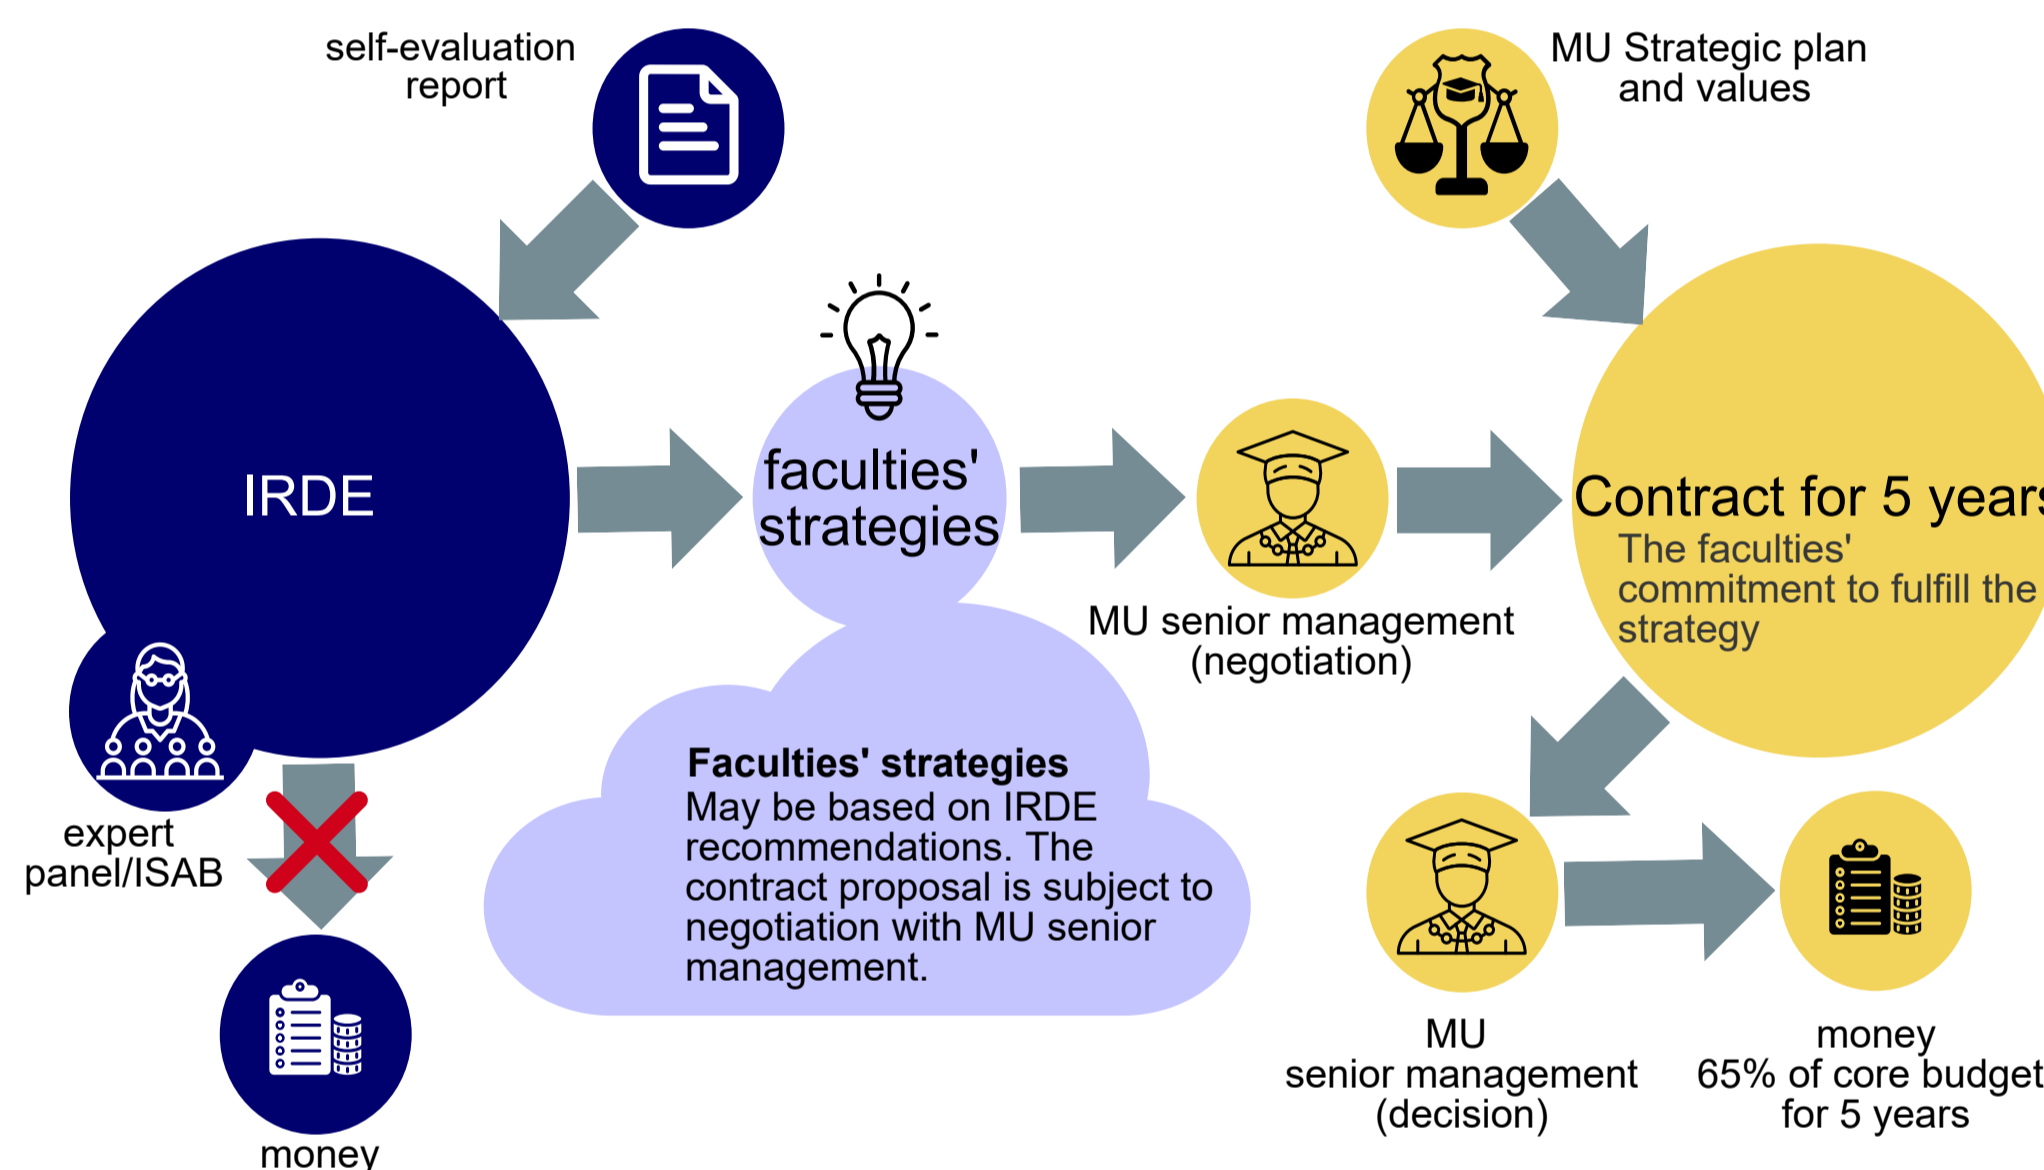 self-evaluation
report
MU Strategic plan
and values
IRDE
faculties'
strategies
MU senior management
(negotiation)
Contract for 5 years
The faculties'
commitment to fulfill the
strategy
expert
panel/ISAB
money
Faculties' strategies
May be based on IRDE
recommendations. The
contract proposal is subject to
negotiation with MU senior
management.
MU
senior management
(decision)
money
65% of core budget
for 5 years